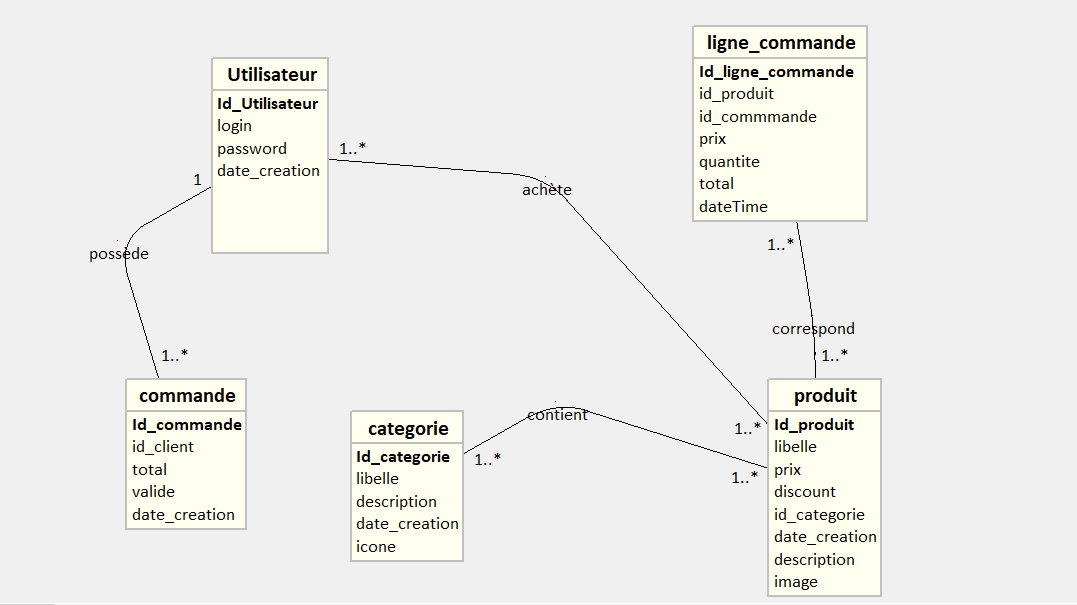 Utilisateur
Id_Utilisateur
login
password
date_creation
ligne_commande
Id_ligne_commande
id_produit
id_commmande
prix
quantite
total
dateTime
1..*
achète
1
possède
1..*
1..*
correspond
1..*
commande
Id_commande
id_client
total
valide
date_creation
categorie
Id_categorie
libelle
description
date_creation
icone
contient
1..*
1..*
1..*
produit
Id_produit
libelle
prix
discount
id_categorie
date_creation
description
image